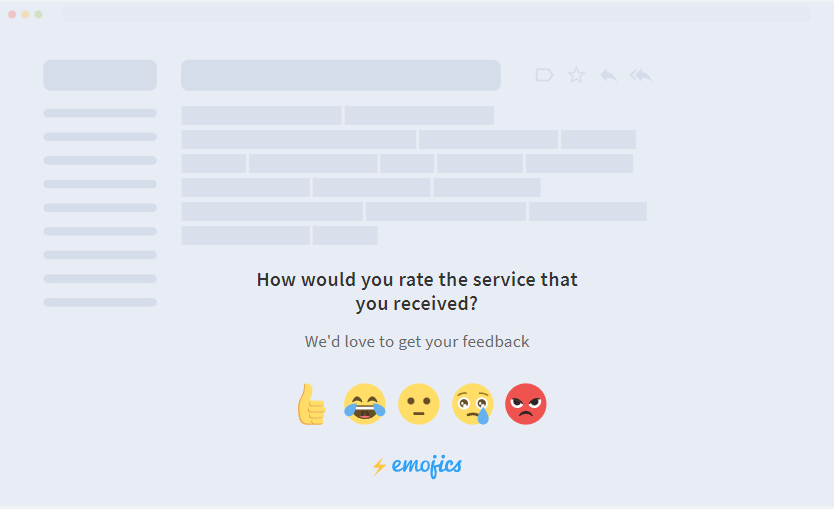 How would you rate the service that
you received?
We'd love to get your feedback
emojics